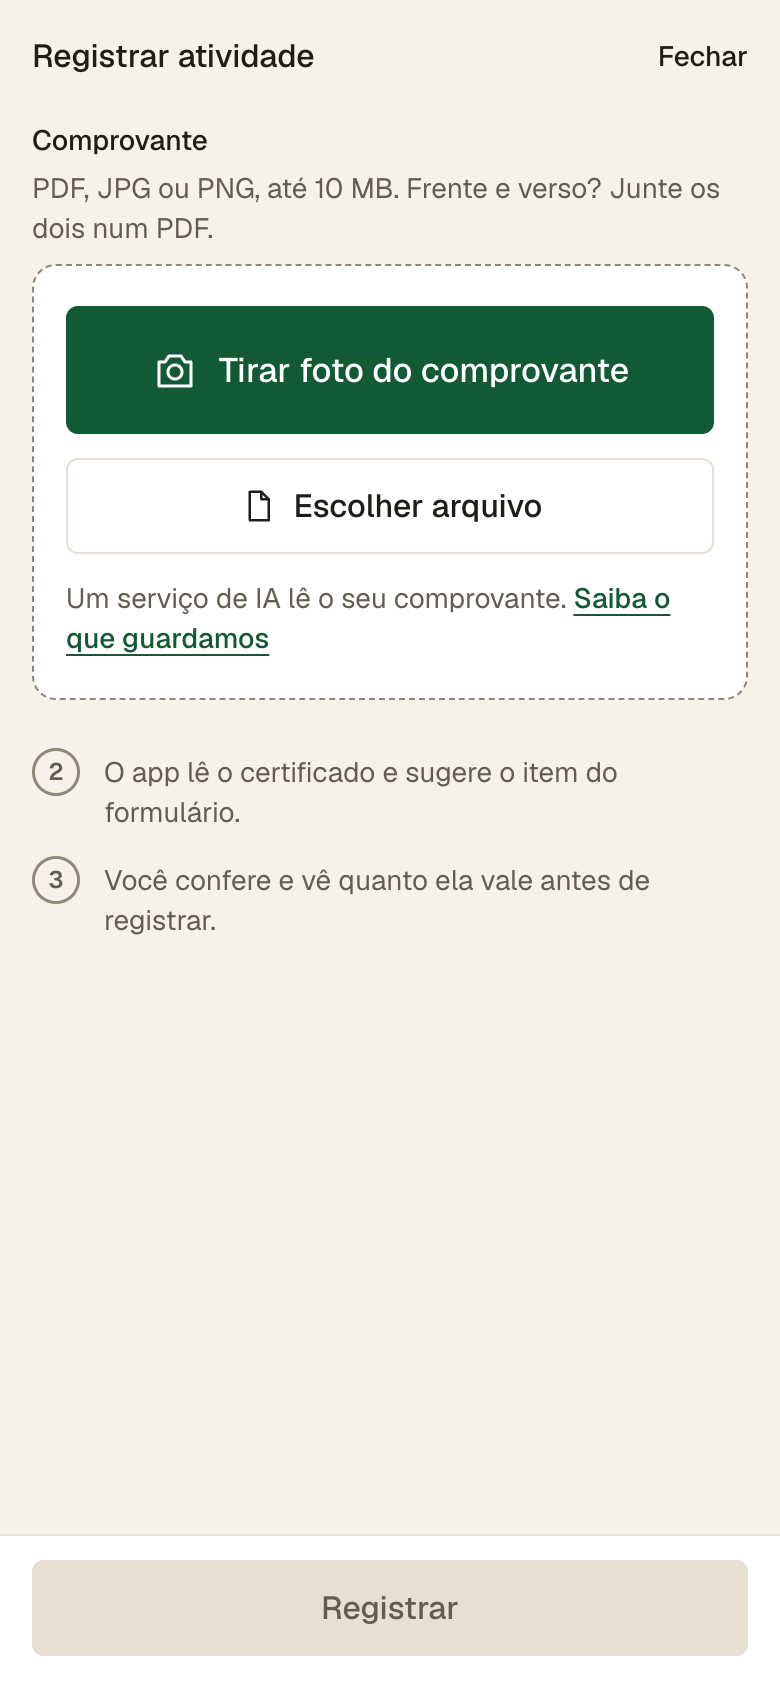 Registrar atividade
Fechar
Comprovante
PDF, JPG ou PNG, até 10 MB. Frente e verso? Junte os
dois num PDF.
Tirar foto do comprovante
Escolher arquivo
Um serviço de IA lê o seu comprovante. Saiba o
que guardamos
2
O app lê o certificado e sugere o item do
formulário.
3
Você confere e vê quanto ela vale antes de
registrar.
Registrar